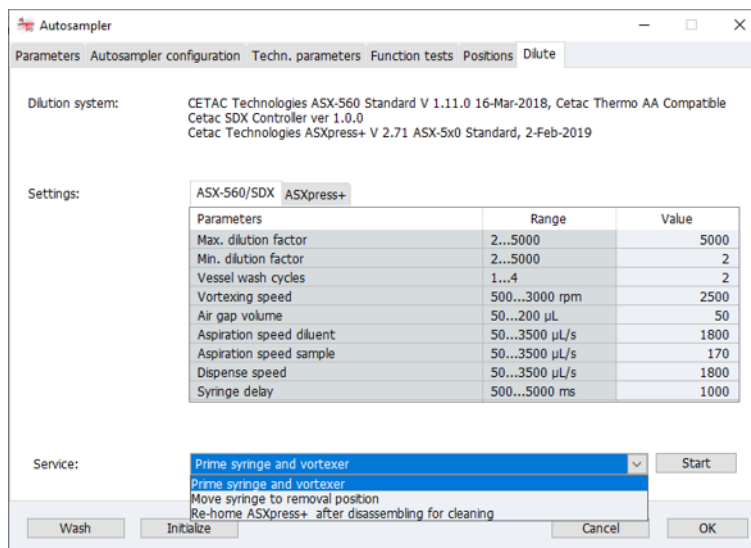 Autosampler
Parameters Autosampler configuration Techn. parameters Function tests Positions Dilute
Dilution system: CETAC Technologies ASX-560 Standard V 1.11.0 16-Mar-2018, Cetac Thermo AA Compatible
Cetac SDX Controller ver 1.0.0
Cetac Technologies ASXpress+ V 2.71 ASX-5x0 Standard, 2-Feb-2019
Settings: ASX-560/SDX ASXpress+
Parameters Range Value
Max. dilution factor 2...5000 5000
Min. dilution factor 2...5000 2
Vessel wash cycles 1...4 2
Vortexing speed 500...3000 rpm 2500
Air gap volume 50...200 µL 50
Aspiration speed diluent 50...3500 µL/s 1800
Aspiration speed sample 50...3500 µL/s 170
Dispense speed 50...3500 µL/s 1800
Syringe delay 500...5000 ms 1000
Service: Prime syringe and vortexer Start
Prime syringe and vortexer
Move syringe to removal position
Re-home ASXpress+ after disassembling for cleaning
Wash Initialize Cancel OK